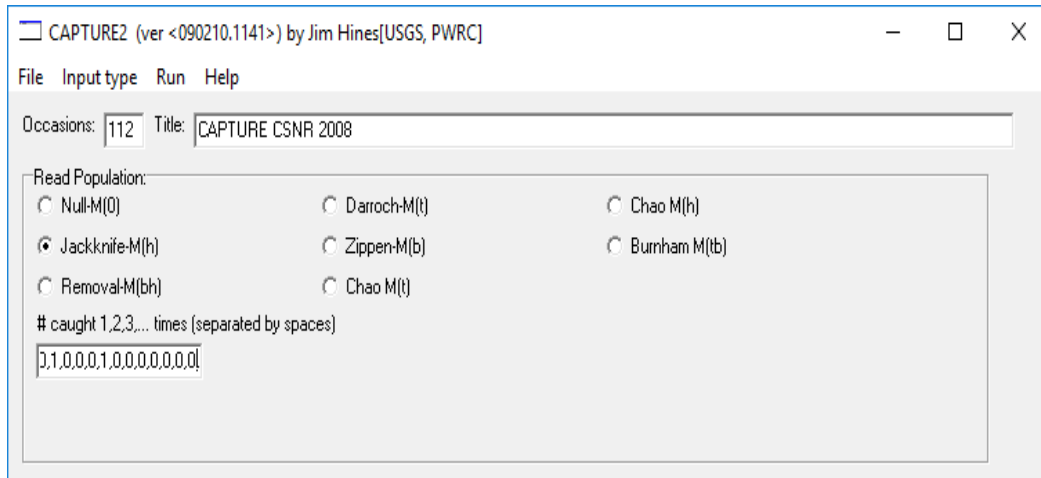 CAPTURE2 (ver <090210.1141>) by Jim Hines[USGS, PWRC]
File Input type Run Help
Occasions: 112 Title: CAPTURE CSNR 2008
Read Population:
Null-M(0) Darroch-M(t) Chao M(h)
Jackknife-M(h) Zippen-M(b) Burnham M(tb)
Removal-M(bh) Chao M(t)
# caught 1,2,3,... times (separated by spaces)
,1,0,0,0,1,0,0,0,0,0,0,0